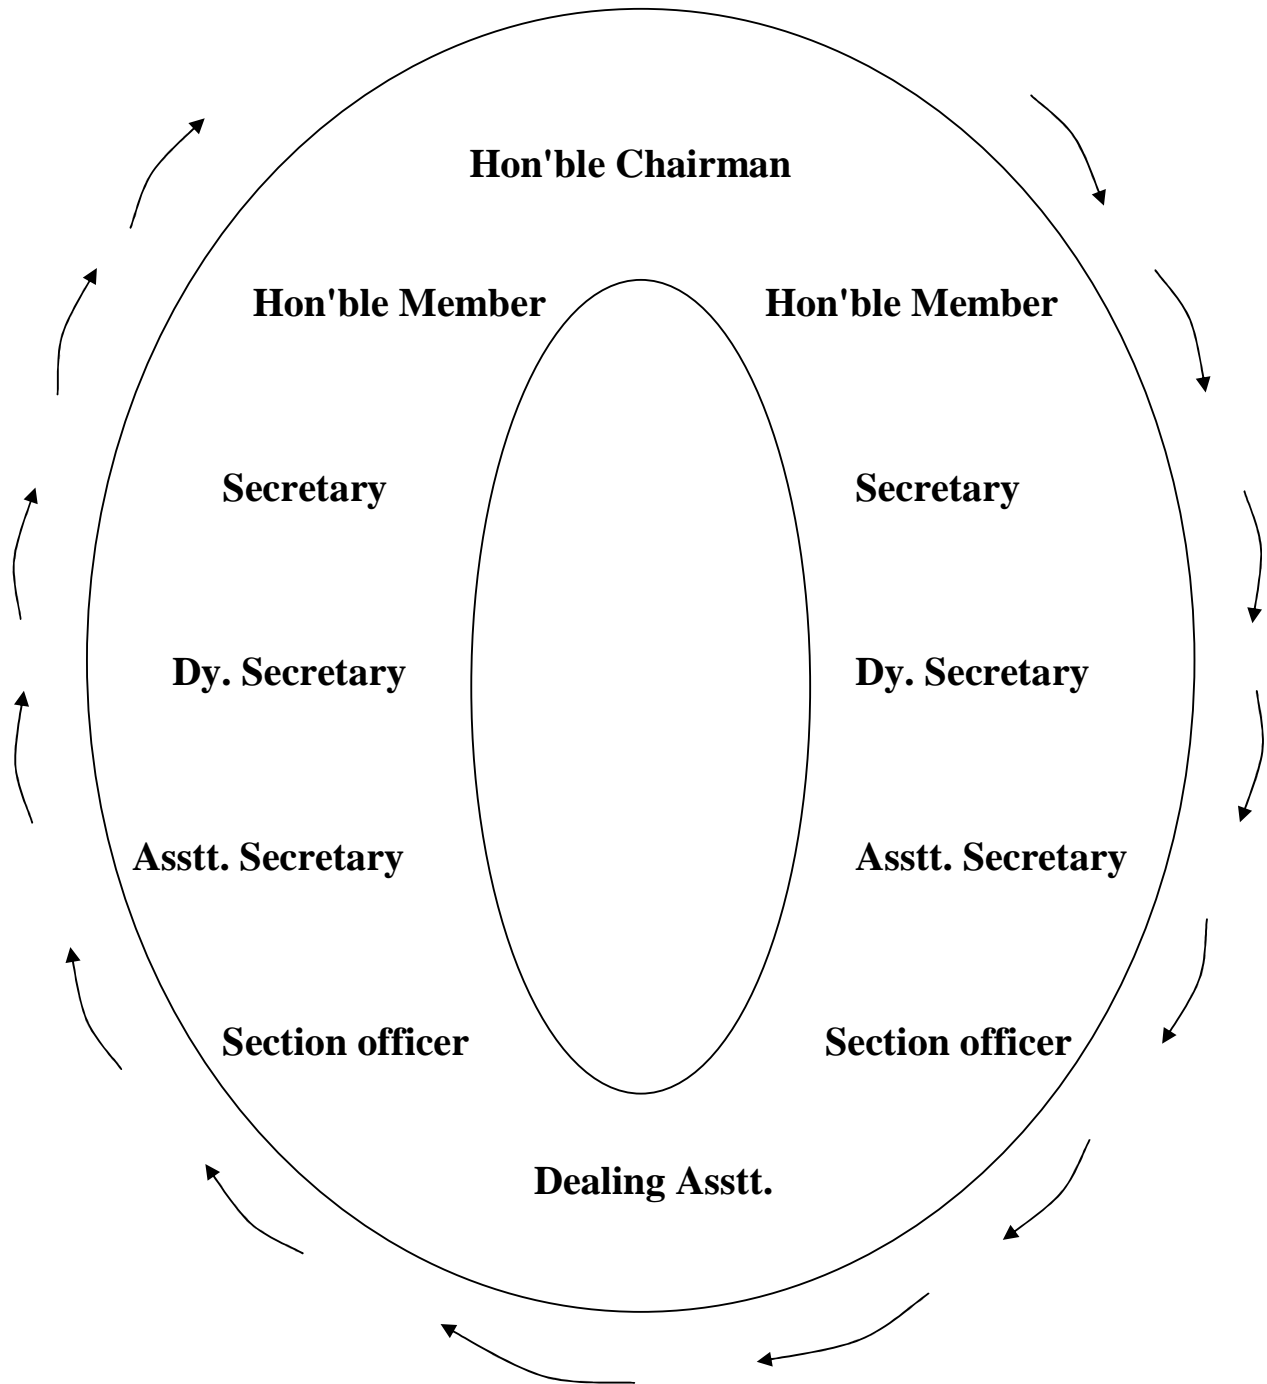 Hon'ble Chairman
Hon'ble Member Hon'ble Member
Secretary Secretary
Dy. Secretary Dy. Secretary
Asstt. Secretary Asstt. Secretary
Section officer Section officer
Dealing Asstt.